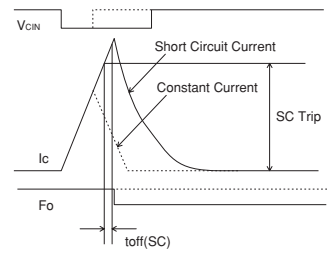 VCIN
Short Circuit Current
Constant Current
SC Trip
Ic
Fo
toff(SC)